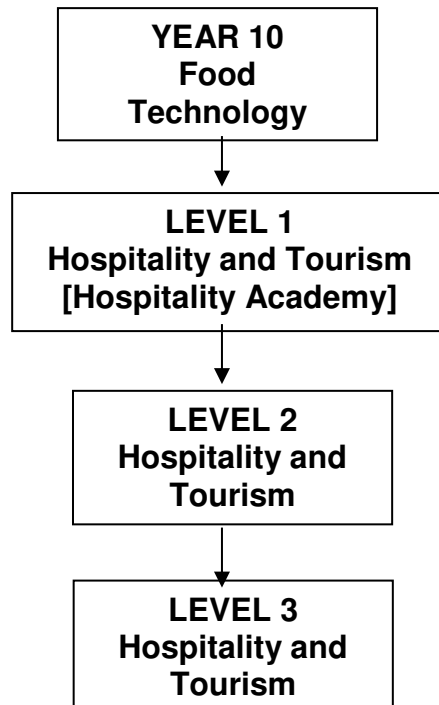 YEAR 10
Food
Technology
LEVEL 1
Hospitality and Tourism
[Hospitality Academy]
LEVEL 2
Hospitality and
Tourism
LEVEL 3
Hospitality and
Tourism